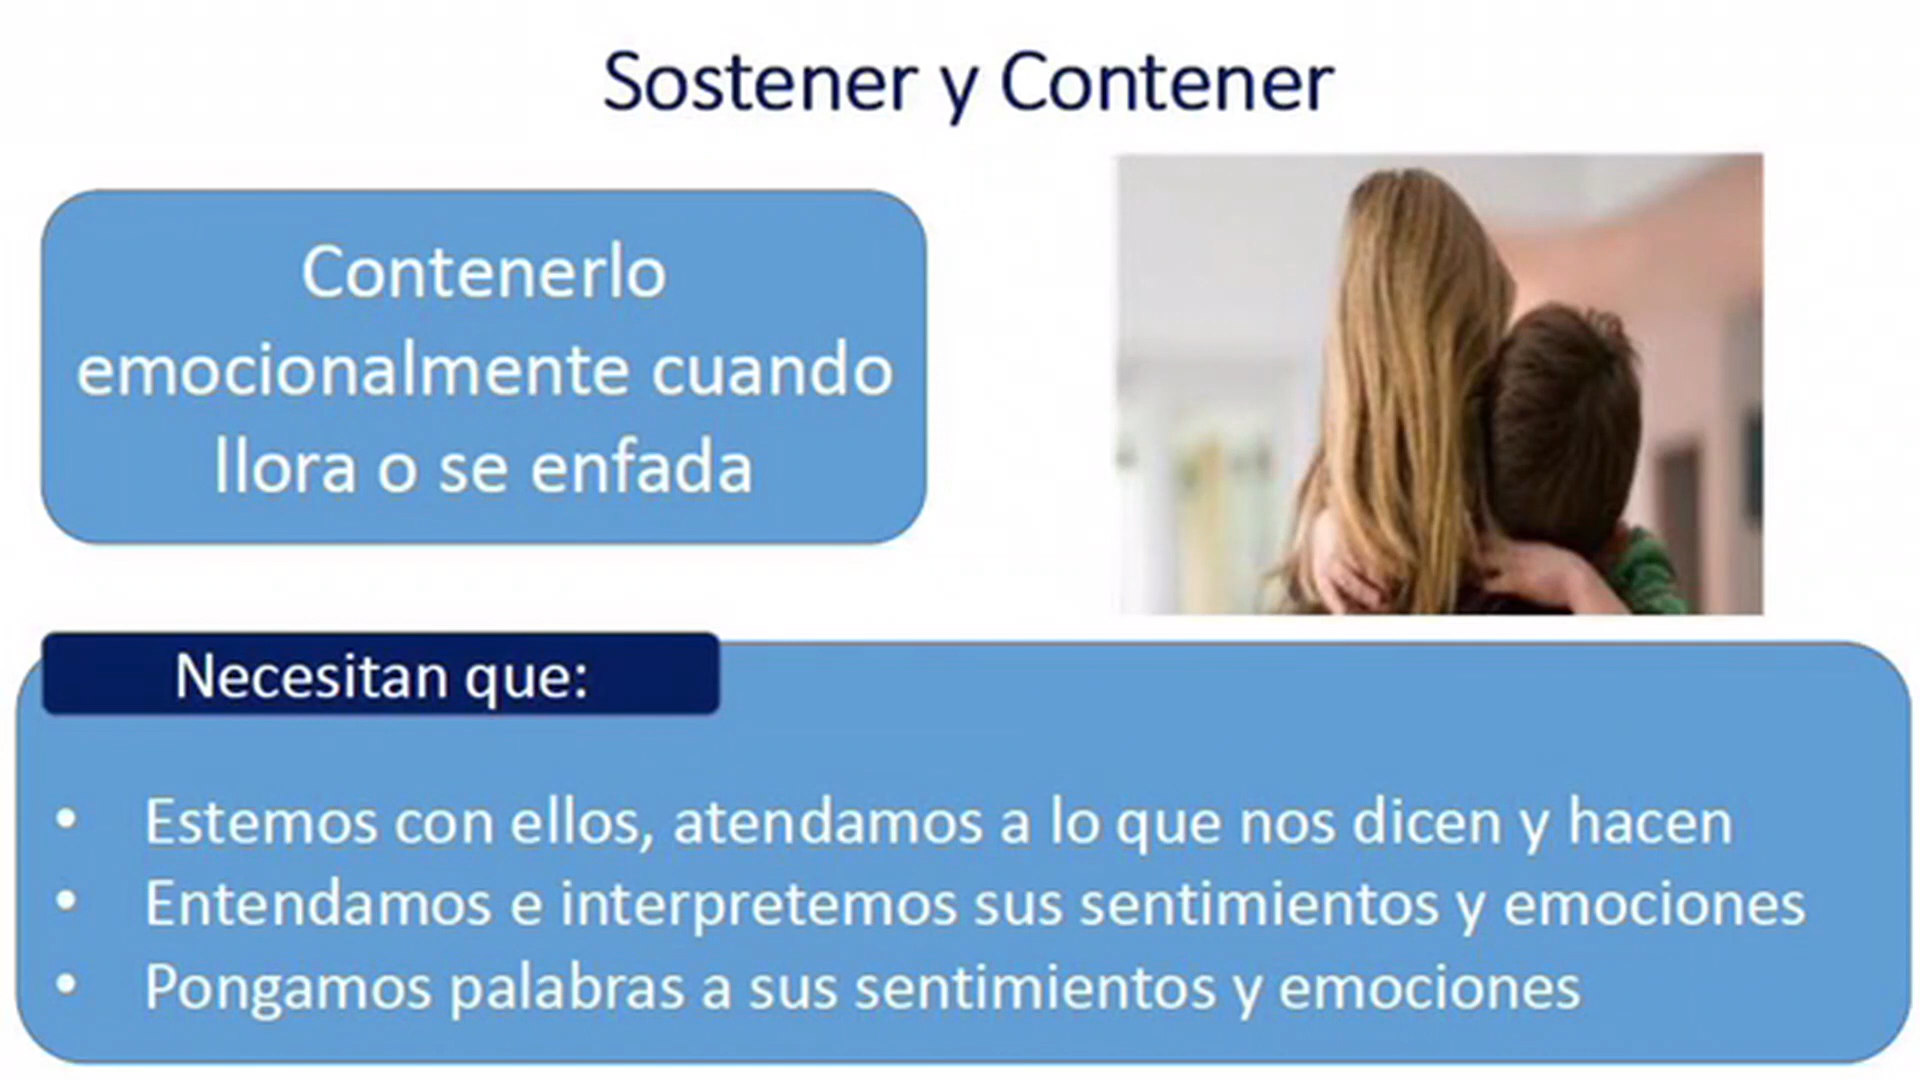 Sostener y Contener
Contenerlo
emocionalmente cuando
llora o se enfada
Necesitan que:
• Estemos con ellos, atendamos a lo que nos dicen y hacen
• Entendamos e interpretemos sus sentimientos y emociones
• Pongamos palabras a sus sentimientos y emociones